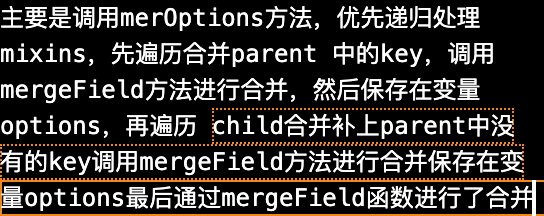 主要是调用merOptions方法，优先递归处理
mixins，先遍历合并parent 中的key，调用
mergeField方法进行合并，然后保存在变量
options，再遍历 child合并补上parent中没
有的key调用mergeField方法进行合并保存在变
量options最后通过mergeField函数进行了合并